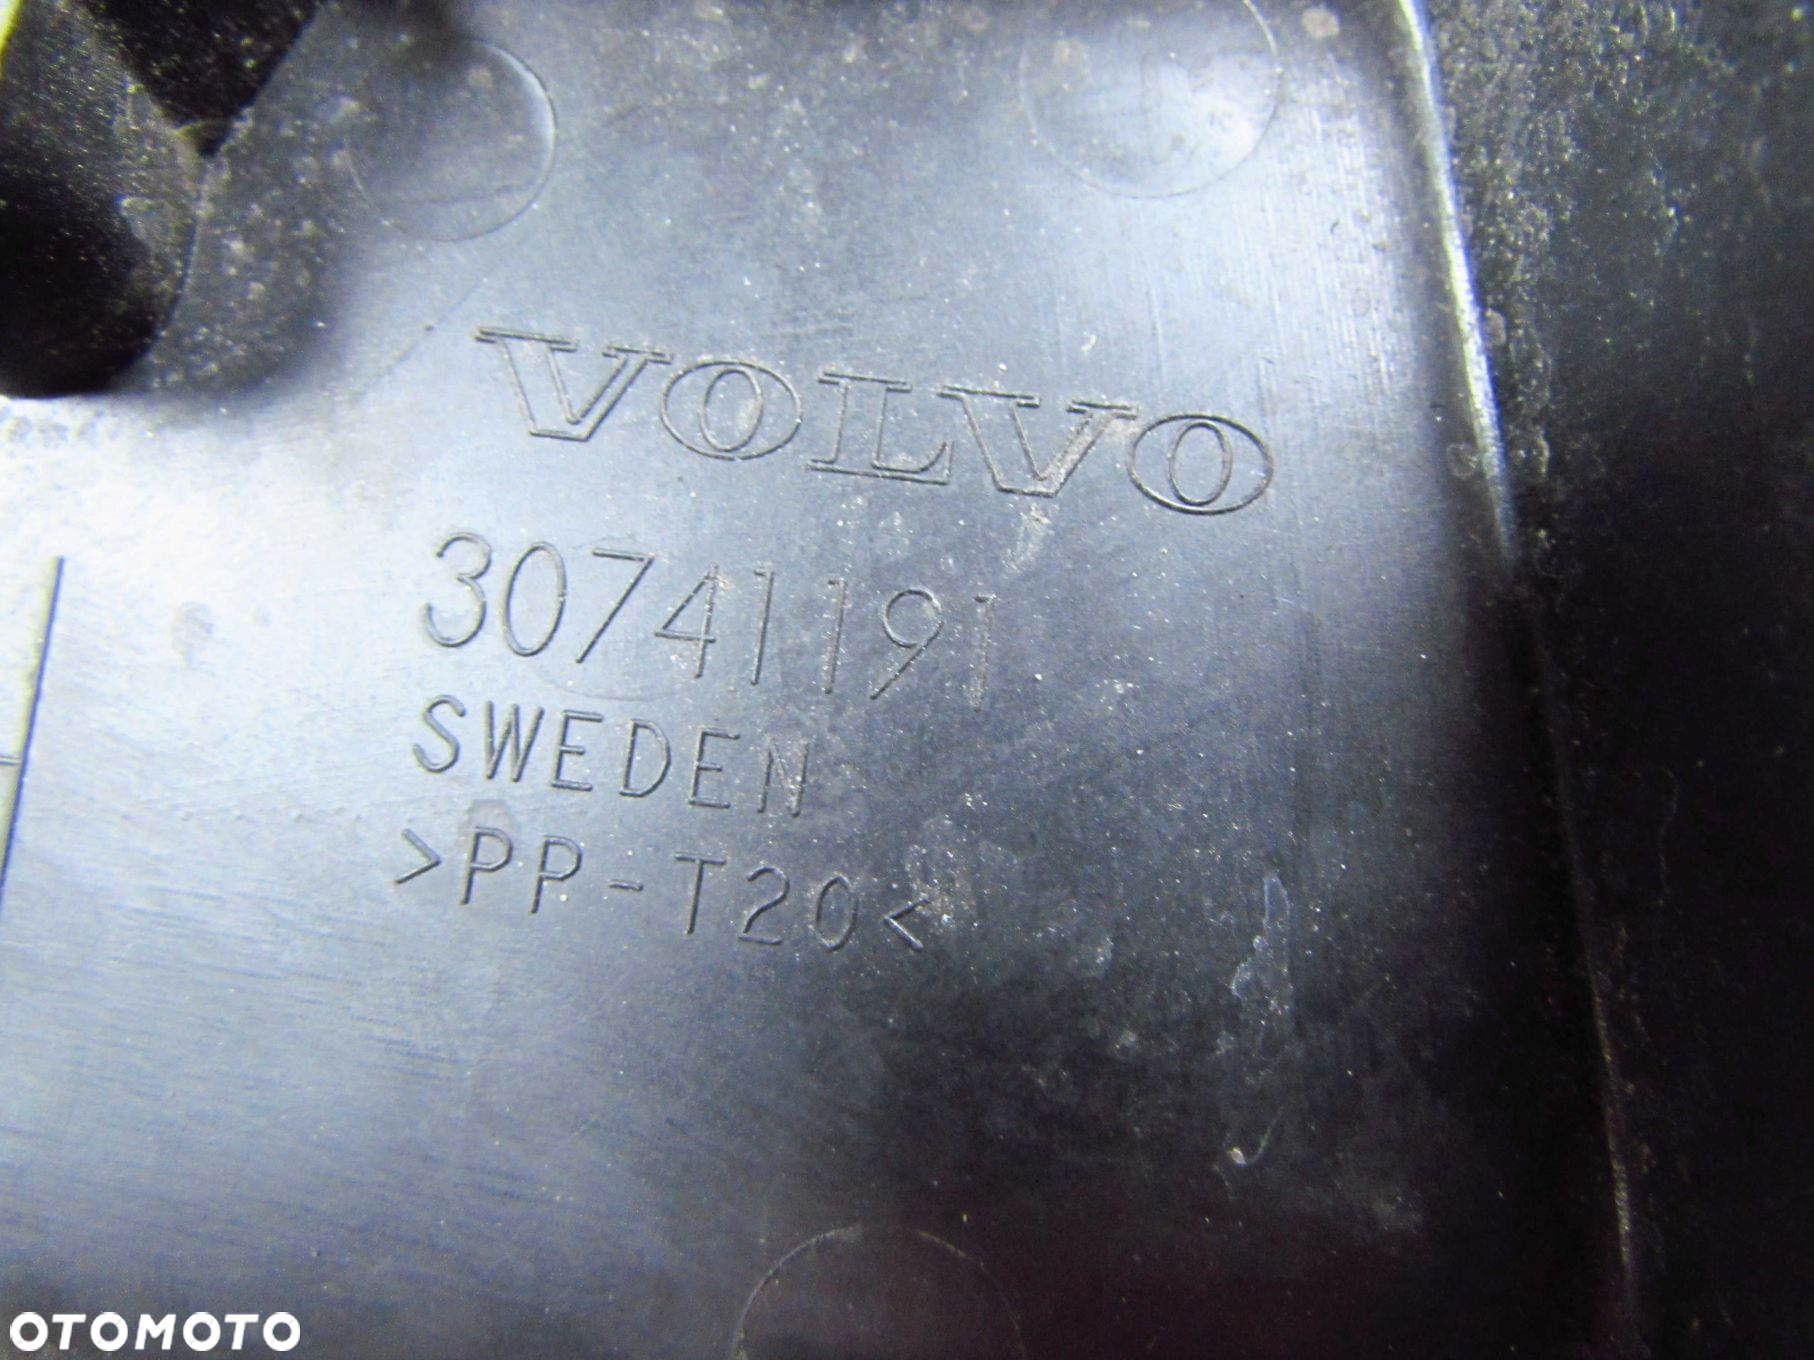 VOLVO
30741191
SWEDEN
>PP-T20<
OTOMOTO